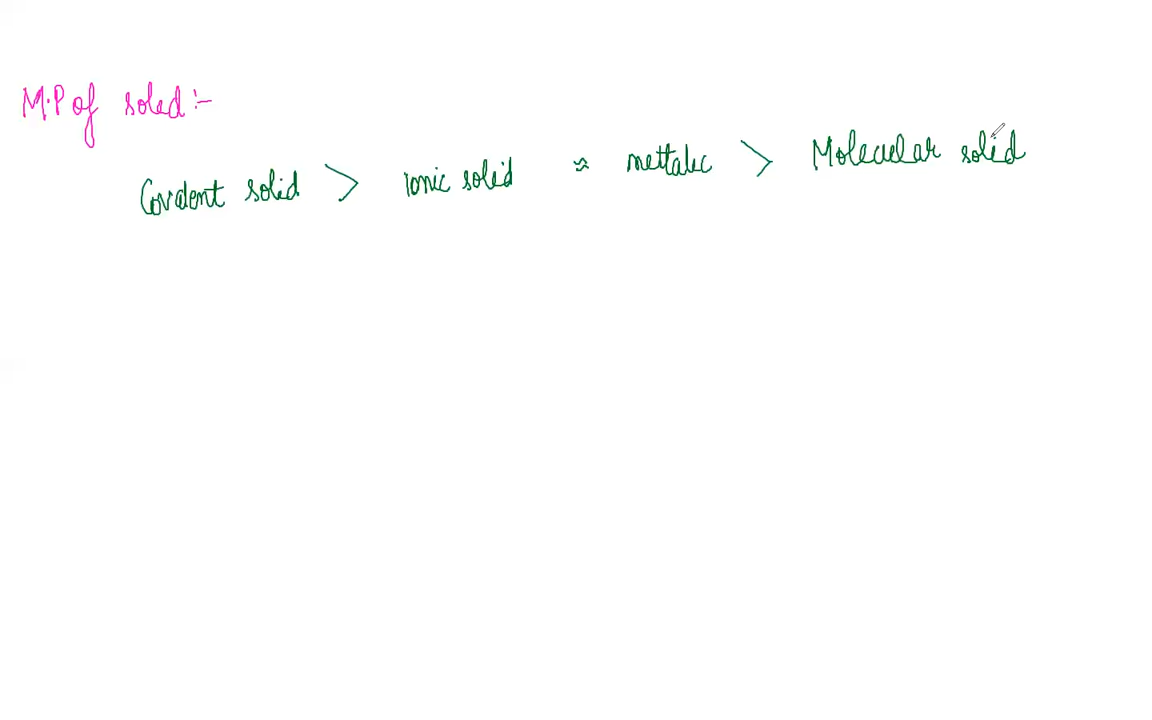 M.P of solid :-
Covalent solid > Ionic solid ≈ mettalic > Molecular solid